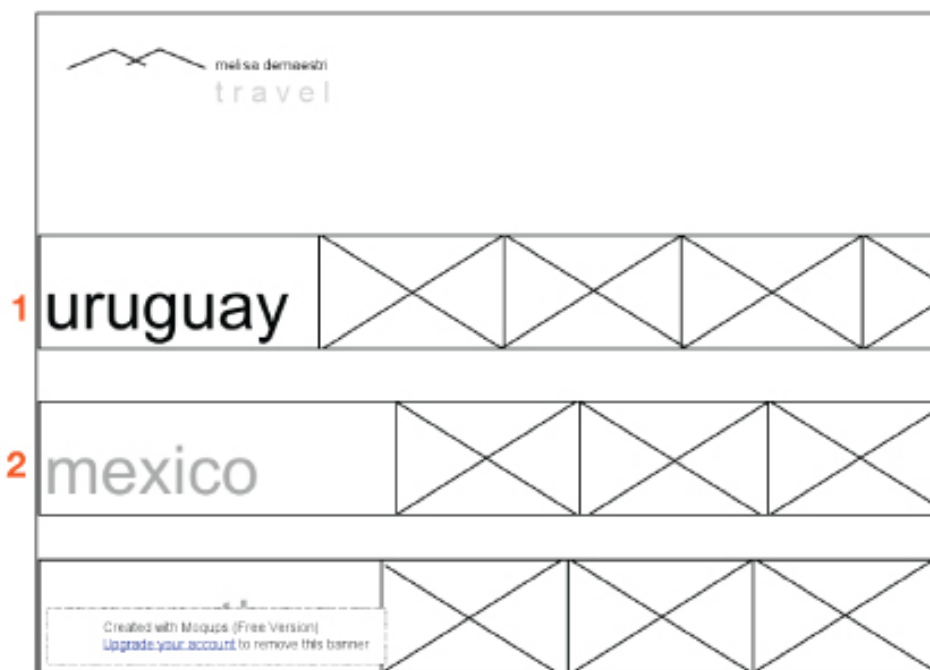 melisa demaestri
travel
1
uruguay
2
mexico
Created with Moqups (Free Version)
Upgrade your account to remove this banner